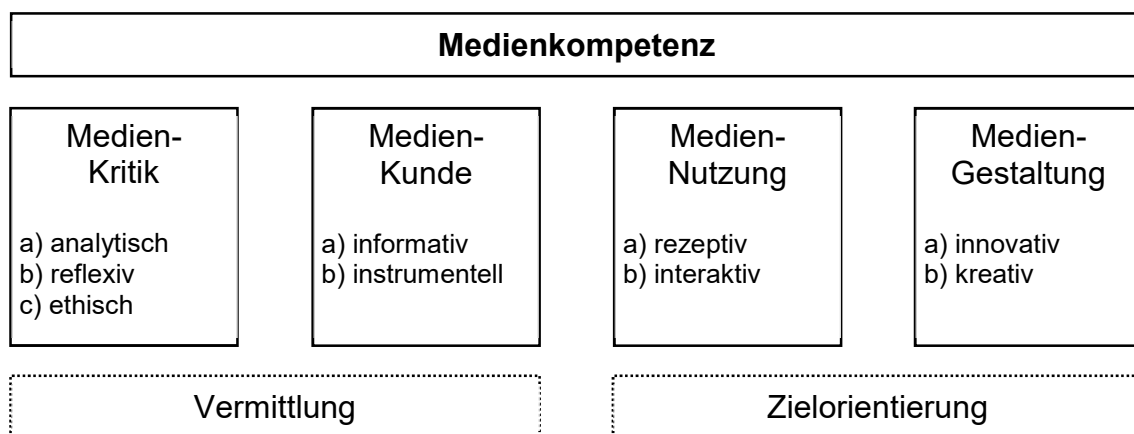 Medienkompetenz
Medien-
Kritik
a) analytisch
b) reflexiv
c) ethisch
Medien-
Kunde
a) informativ
b) instrumentell
Medien-
Nutzung
a) rezeptiv
b) interaktiv
Medien-
Gestaltung
a) innovativ
b) kreativ
Vermittlung
Zielorientierung